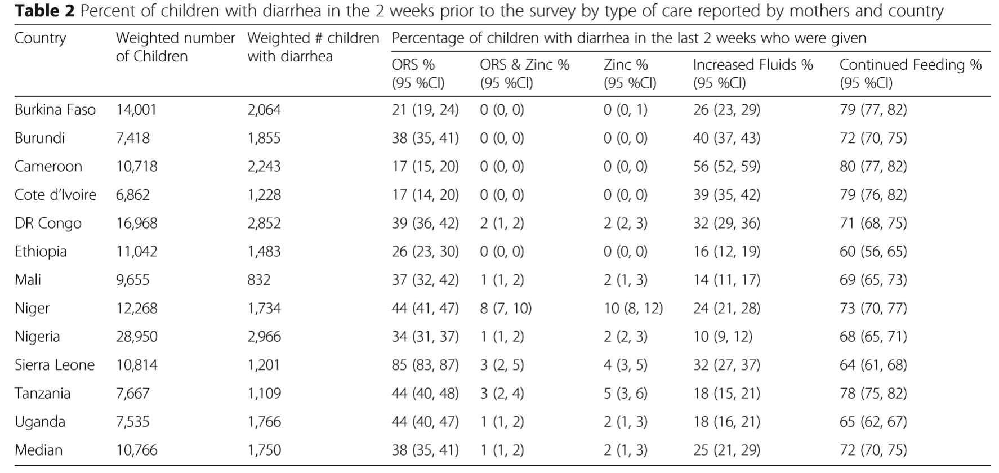 Table 2 Percent of children with diarrhea in the 2 weeks prior to the survey by type of care reported by mothers and country
Country Weighted number of Children Weighted # children with diarrhea Percentage of children with diarrhea in the last 2 weeks who were given
ORS % (95 %CI) ORS & Zinc % (95 %CI) Zinc % (95 %CI) Increased Fluids % (95 %CI) Continued Feeding % (95 %CI)
Burkina Faso 14,001 2,064 21 (19, 24) 0 (0, 0) 0 (0, 1) 26 (23, 29) 79 (77, 82)
Burundi 7,418 1,855 38 (35, 41) 0 (0, 0) 0 (0, 0) 40 (37, 43) 72 (70, 75)
Cameroon 10,718 2,243 17 (15, 20) 0 (0, 0) 0 (0, 0) 56 (52, 59) 80 (77, 82)
Cote d'Ivoire 6,862 1,228 17 (14, 20) 0 (0, 0) 0 (0, 0) 39 (35, 42) 79 (76, 82)
DR Congo 16,968 2,852 39 (36, 42) 2 (1, 2) 2 (2, 3) 32 (29, 36) 71 (68, 75)
Ethiopia 11,042 1,483 26 (23, 30) 0 (0, 0) 0 (0, 0) 16 (12, 19) 60 (56, 65)
Mali 9,655 832 37 (32, 42) 1 (1, 2) 2 (1, 3) 14 (11, 17) 69 (65, 73)
Niger 12,268 1,734 44 (41, 47) 8 (7, 10) 10 (8, 12) 24 (21, 28) 73 (70, 77)
Nigeria 28,950 2,966 34 (31, 37) 1 (1, 2) 2 (2, 3) 10 (9, 12) 68 (65, 71)
Sierra Leone 10,814 1,201 85 (83, 87) 3 (2, 5) 4 (3, 5) 32 (27, 37) 64 (61, 68)
Tanzania 7,667 1,109 44 (40, 48) 3 (2, 4) 5 (3, 6) 18 (15, 21) 78 (75, 82)
Uganda 7,535 1,766 44 (40, 47) 1 (1, 2) 2 (1, 3) 18 (16, 21) 65 (62, 67)
Median 10,766 1,750 38 (35, 41) 1 (1, 2) 2 (1, 3) 25 (21, 29) 72 (70, 75)